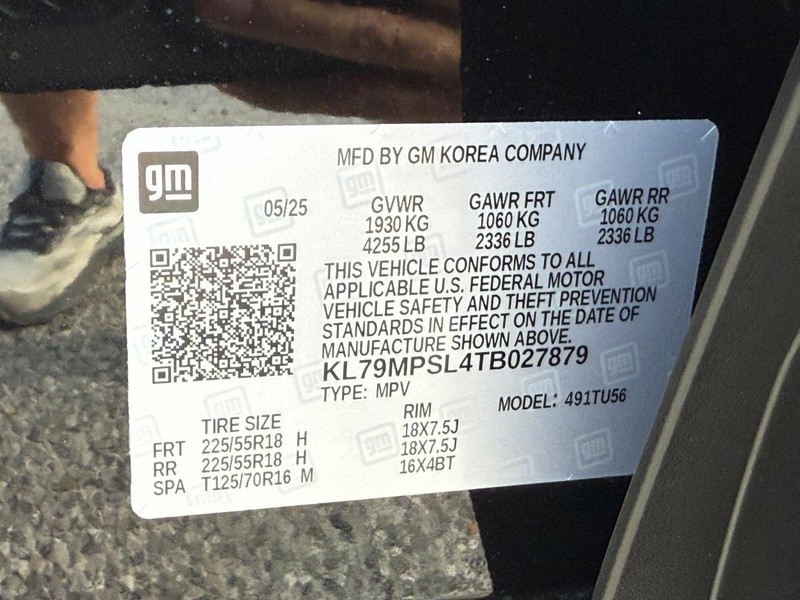 gm
MFD BY GM KOREA COMPANY
05/25
GVWR GAWR FRT GAWR RR
1930 KG 1060 KG 1060 KG
4255 LB 2336 LB 2336 LB
THIS VEHICLE CONFORMS TO ALL
APPLICABLE U.S. FEDERAL MOTOR
VEHICLE SAFETY AND THEFT PREVENTION
STANDARDS IN EFFECT ON THE DATE OF
MANUFACTURE SHOWN ABOVE.
KL79MPSL4TB027879
TYPE: MPV MODEL: 491TU56
TIRE SIZE RIM
FRT 225/55R18 H 18X7.5J
RR 225/55R18 H 18X7.5J
SPA T125/70R16 M 16X4BT